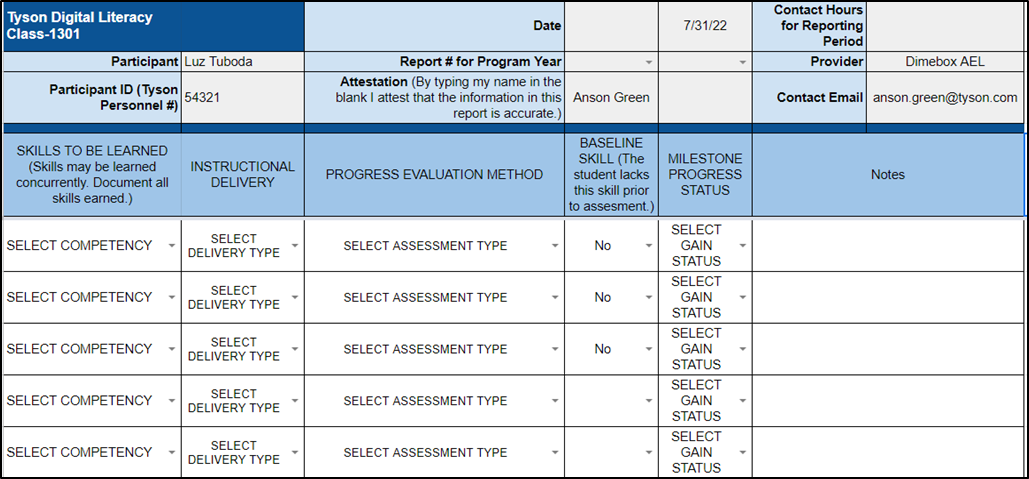 Tyson Digital Literacy
Class-1301
Date
7/31/22
Contact Hours
for Reporting
Period
Participant
Luz Tuboda
Report # for Program Year
Provider
Dimebox AEL
Participant ID (Tyson
Personnel #)
54321
Attestation (By typing my name in the
blank I attest that the information in this
report is accurate.)
Anson Green
Contact Email
anson.green@tyson.com
SKILLS TO BE LEARNED
(Skills may be learned
concurrently. Document all
skills earned.)
INSTRUCTIONAL
DELIVERY
PROGRESS EVALUATION METHOD
BASELINE
SKILL (The
student lacks
this skill prior
to assesment.)
MILESTONE
PROGRESS
STATUS
Notes
SELECT COMPETENCY
SELECT
DELIVERY TYPE
SELECT ASSESSMENT TYPE
No
SELECT
GAIN
STATUS
SELECT COMPETENCY
SELECT
DELIVERY TYPE
SELECT ASSESSMENT TYPE
No
SELECT
GAIN
STATUS
SELECT COMPETENCY
SELECT
DELIVERY TYPE
SELECT ASSESSMENT TYPE
No
SELECT
GAIN
STATUS
SELECT COMPETENCY
SELECT
DELIVERY TYPE
SELECT ASSESSMENT TYPE
SELECT
GAIN
STATUS
SELECT COMPETENCY
SELECT
DELIVERY TYPE
SELECT ASSESSMENT TYPE
SELECT
GAIN
STATUS